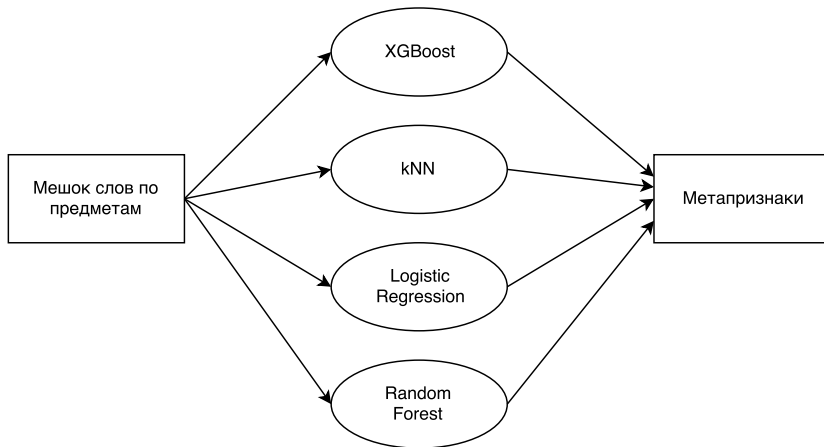 XGBoost
kNN
Мешок слов по
предметам
Метапризнаки
Logistic
Regression
Random
Forest